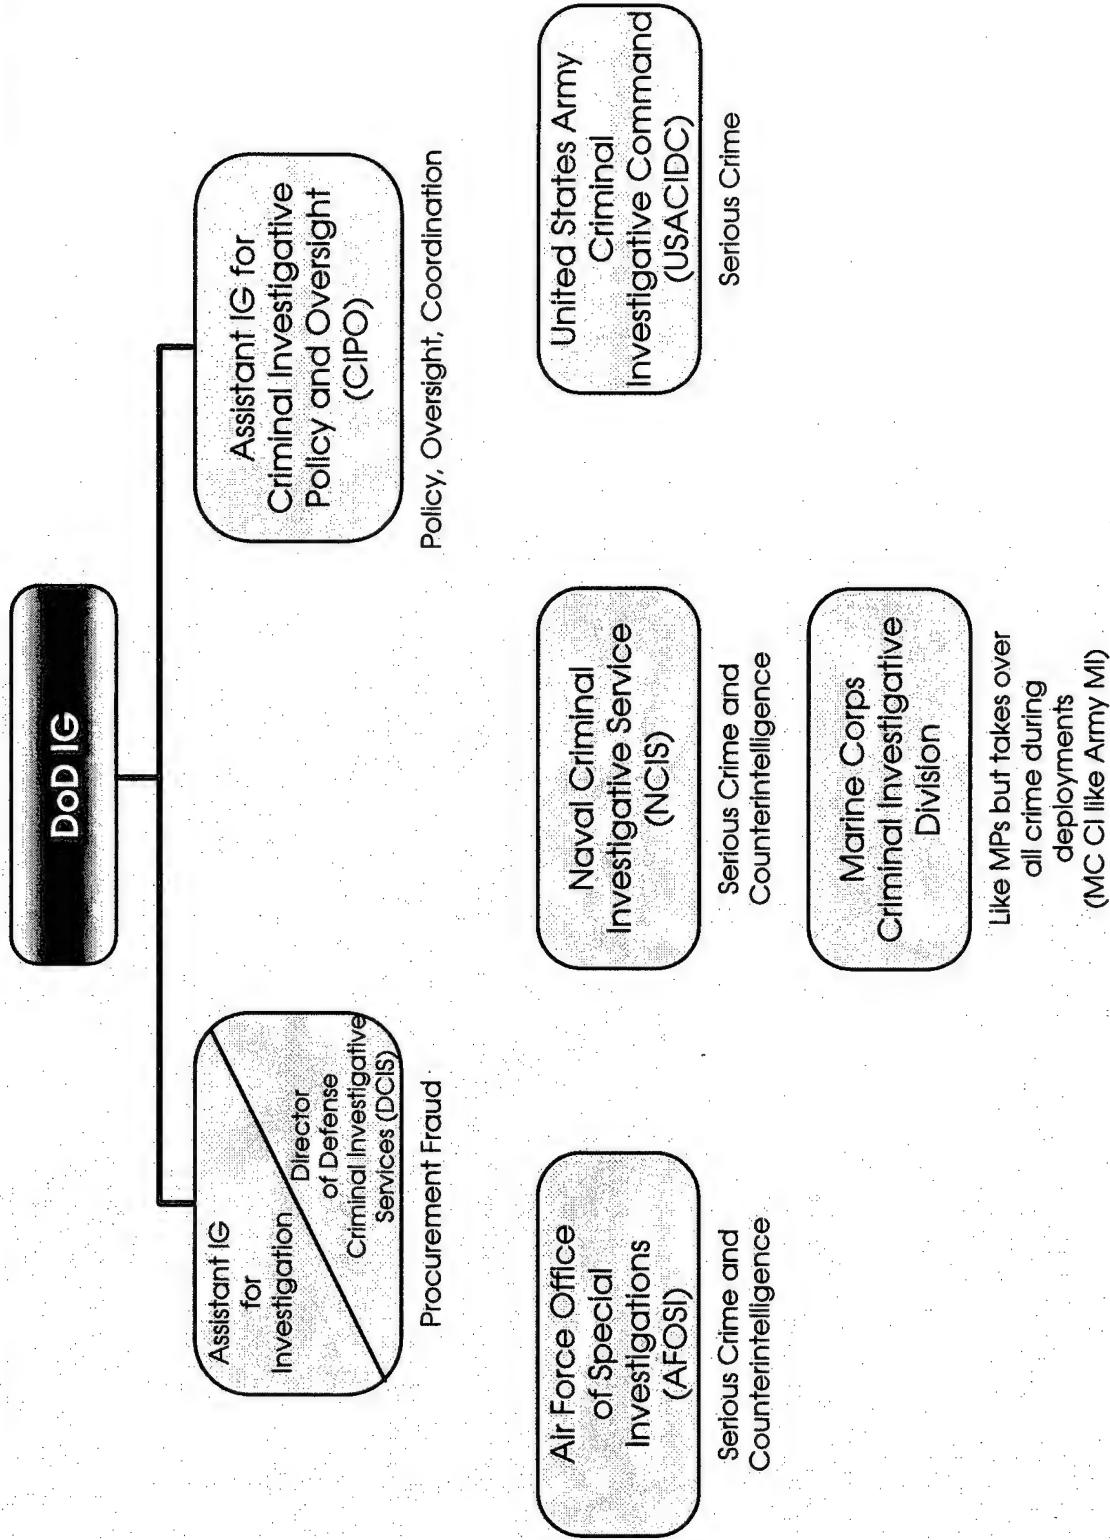 DoD IG
Assistant IG
for
Investigation
Director
of Defense
Criminal Investigative
Services (DCIS)
Procurement Fraud
Assistant IG for
Criminal Investigative
Policy and Oversight
(CIPO)
Policy, Oversight, Coordination
Air Force Office
of Special
Investigations
(AFOSI)
Serious Crime and
Counterintelligence
Naval Criminal
Investigative Service
(NCIS)
Serious Crime and
Counterintelligence
Marine Corps
Criminal Investigative
Division
Like MPs but takes over
all crime during
deployments
(MC CI like Army MI)
United States Army
Criminal
Investigative Command
(USACIDC)
Serious Crime